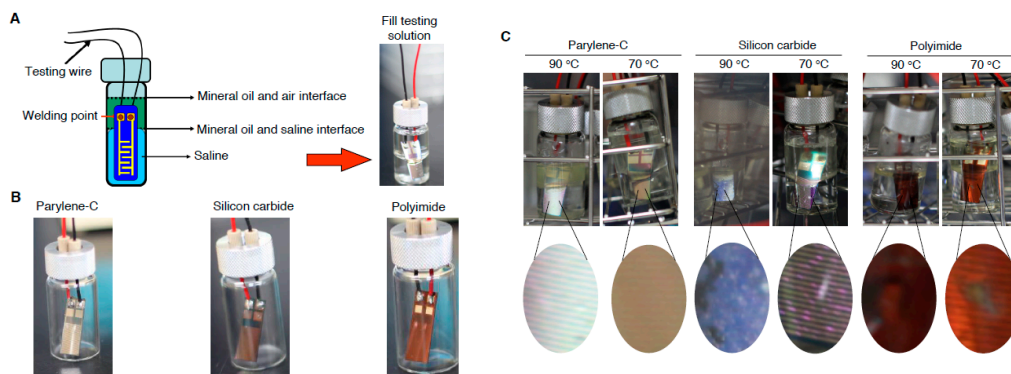 A
Fill testing
solution
Testing wire
Mineral oil and air interface
Welding point
Mineral oil and saline interface
Saline
B
Parylene-C
Silicon carbide
Polyimide
C
Parylene-C
Silicon carbide
Polyimide
90 °C
70 °C
90 °C
70 °C
90 °C
70 °C